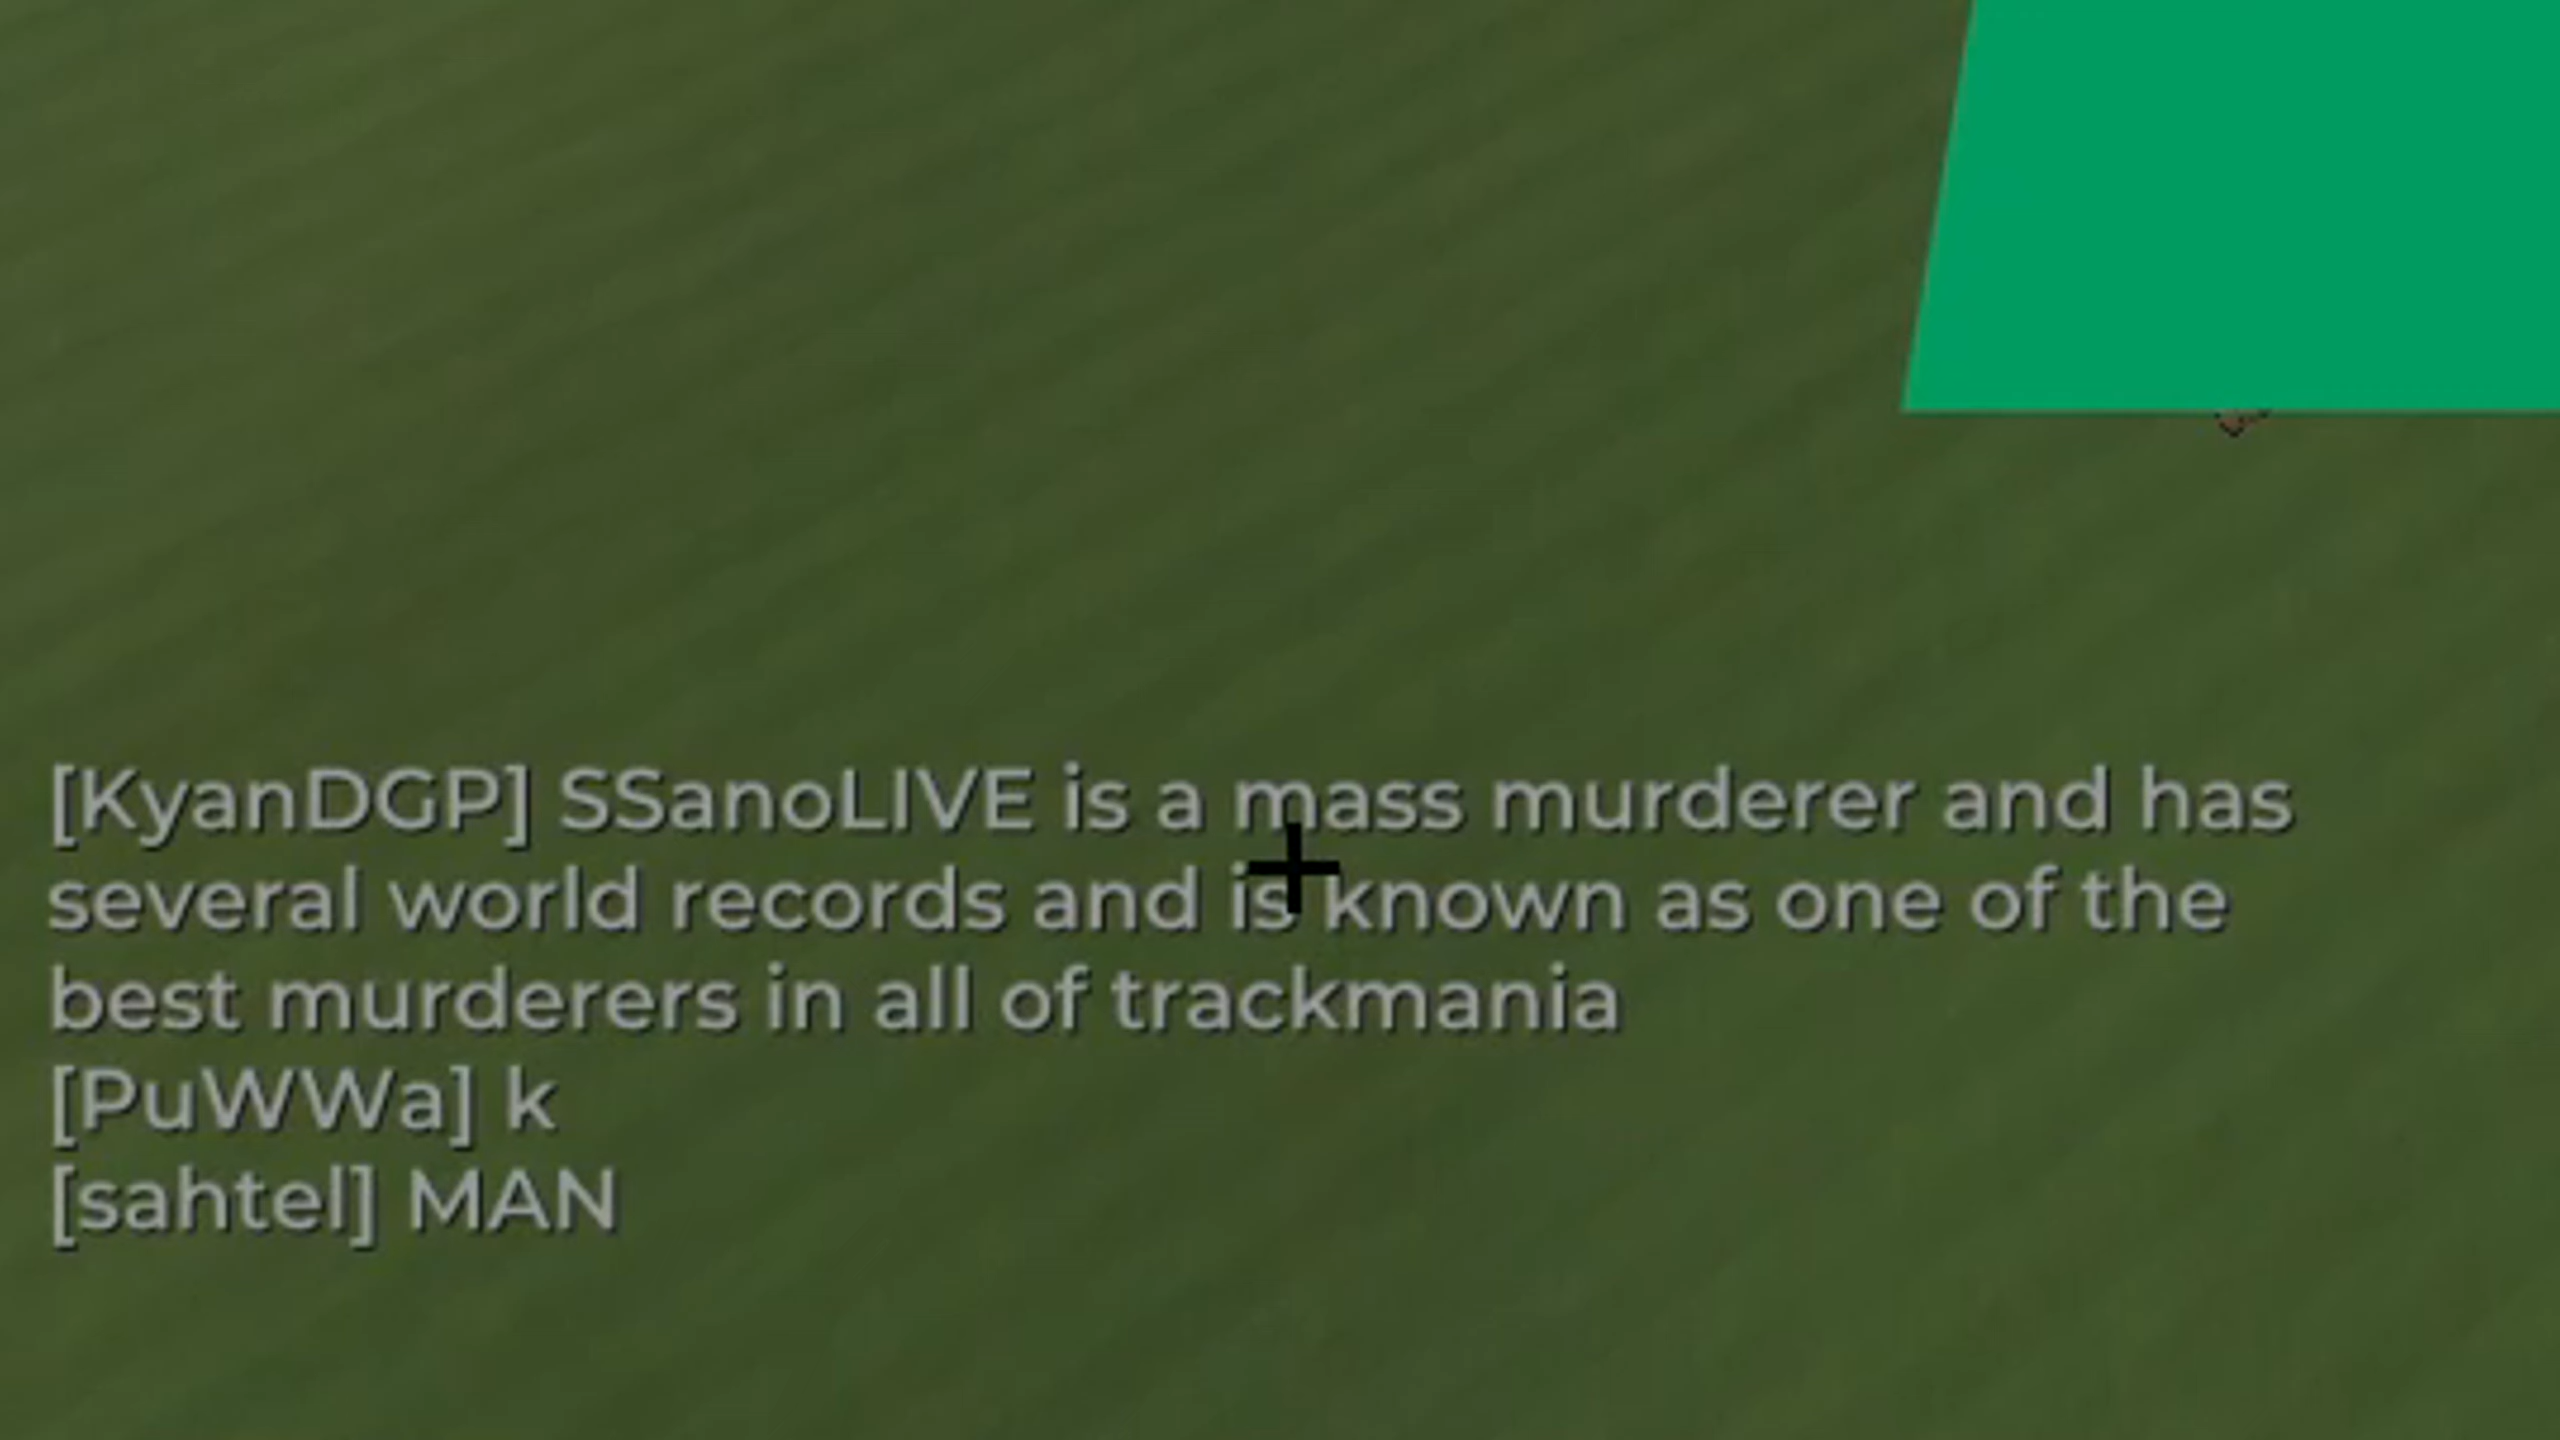 [KyanDGP] SSanoLIVE is a mass murderer and has
several world records and is known as one of the
best murderers in all of trackmania
[PuWWa] k
[sahtel] MAN